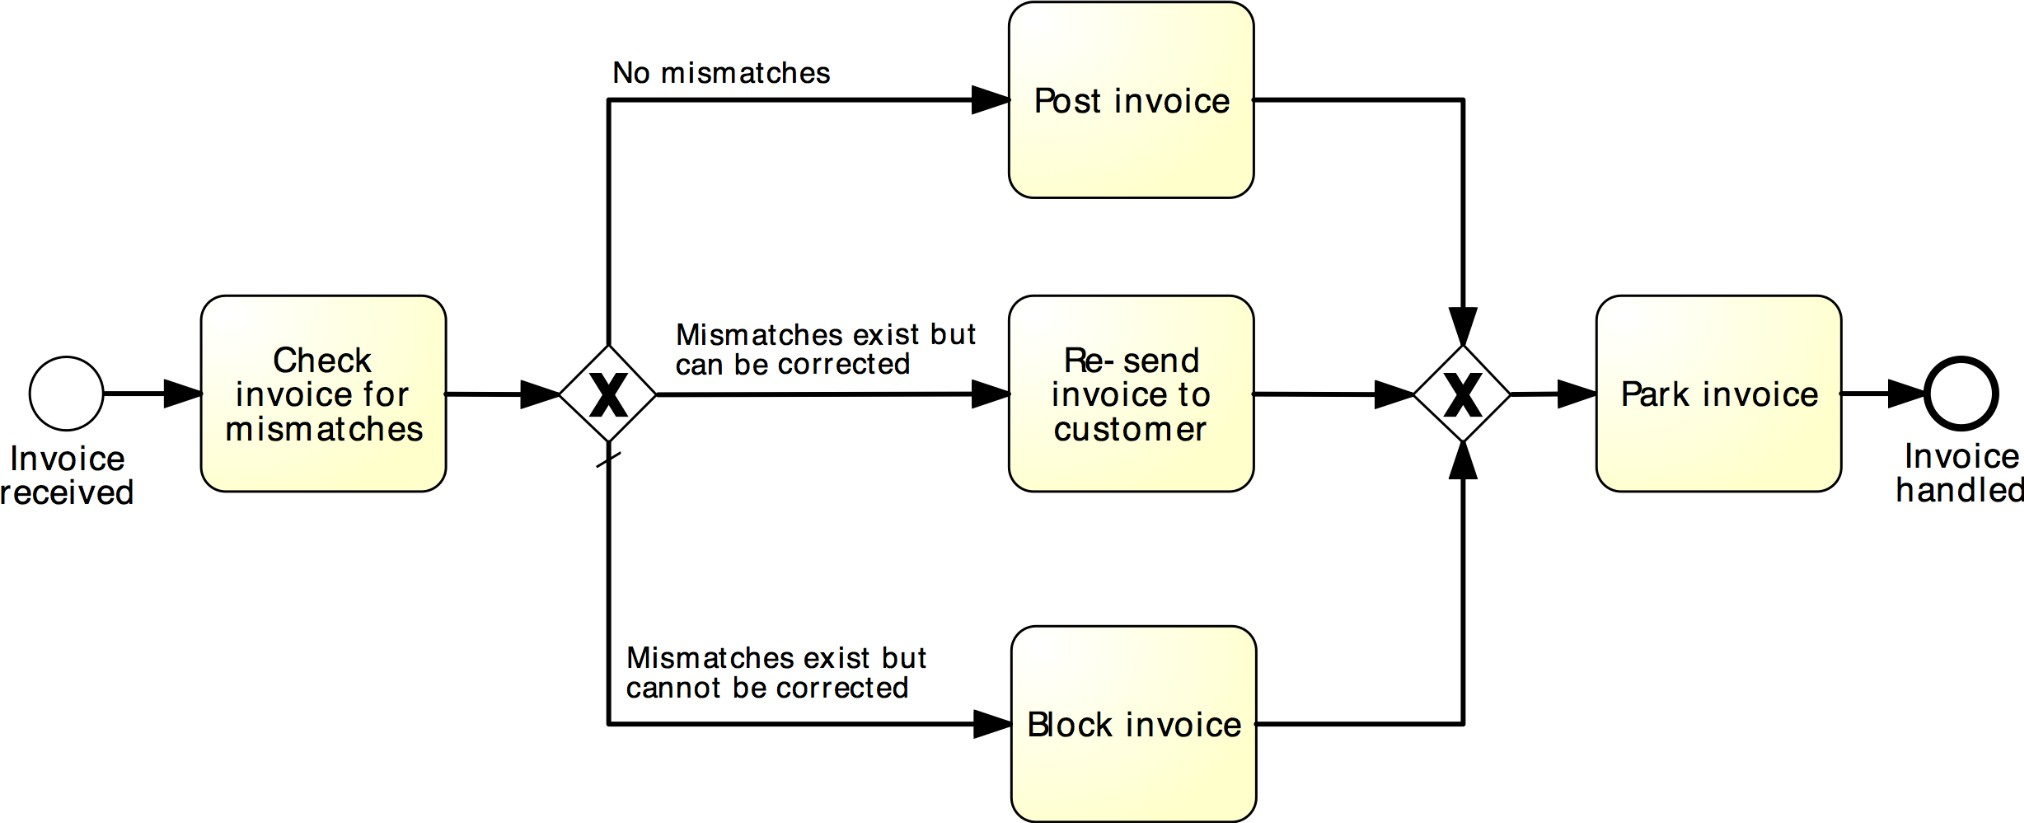 No mismatches
Post invoice
Mismatches exist but
can be corrected
Check
invoice for
mismatches
X
Re-send
invoice to
customer
X
Park invoice
Invoice
received
Invoice
handled
Mismatches exist but
cannot be corrected
Block invoice